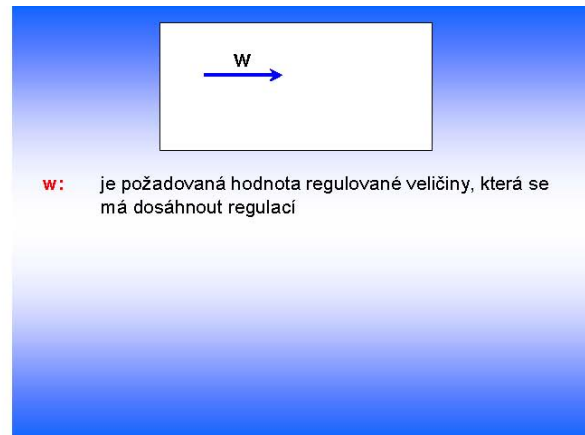 w
w: je požadovaná hodnota regulované veličiny, která se
má dosáhnout regulací